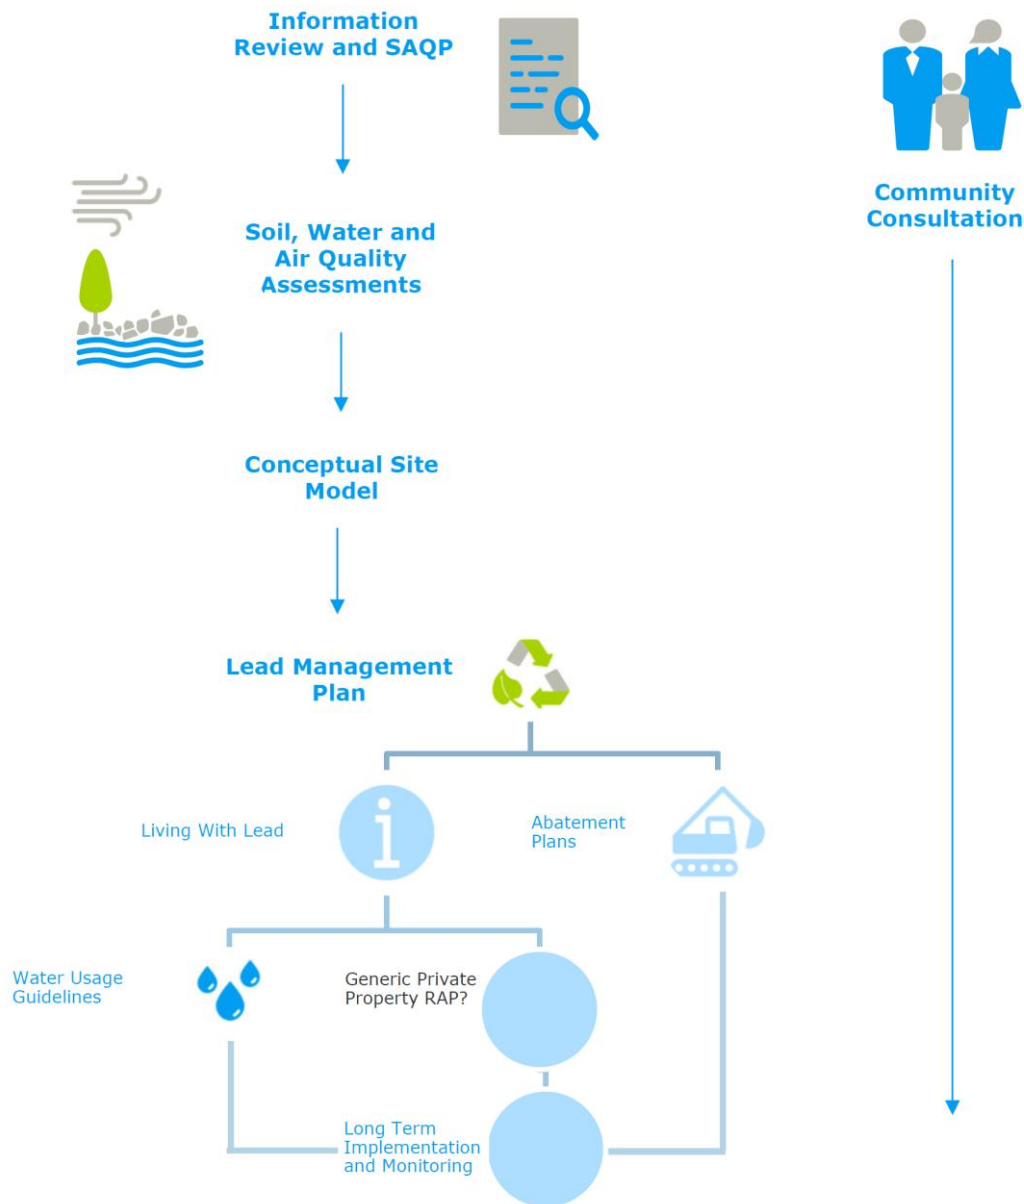 Information
Review and SAQP
Community
Consultation
Soil, Water and
Air Quality
Assessments
Conceptual Site
Model
Lead Management
Plan
Living With Lead
Abatement
Plans
Water Usage
Guidelines
Generic Private
Property RAP?
Long Term
Implementation
and Monitoring